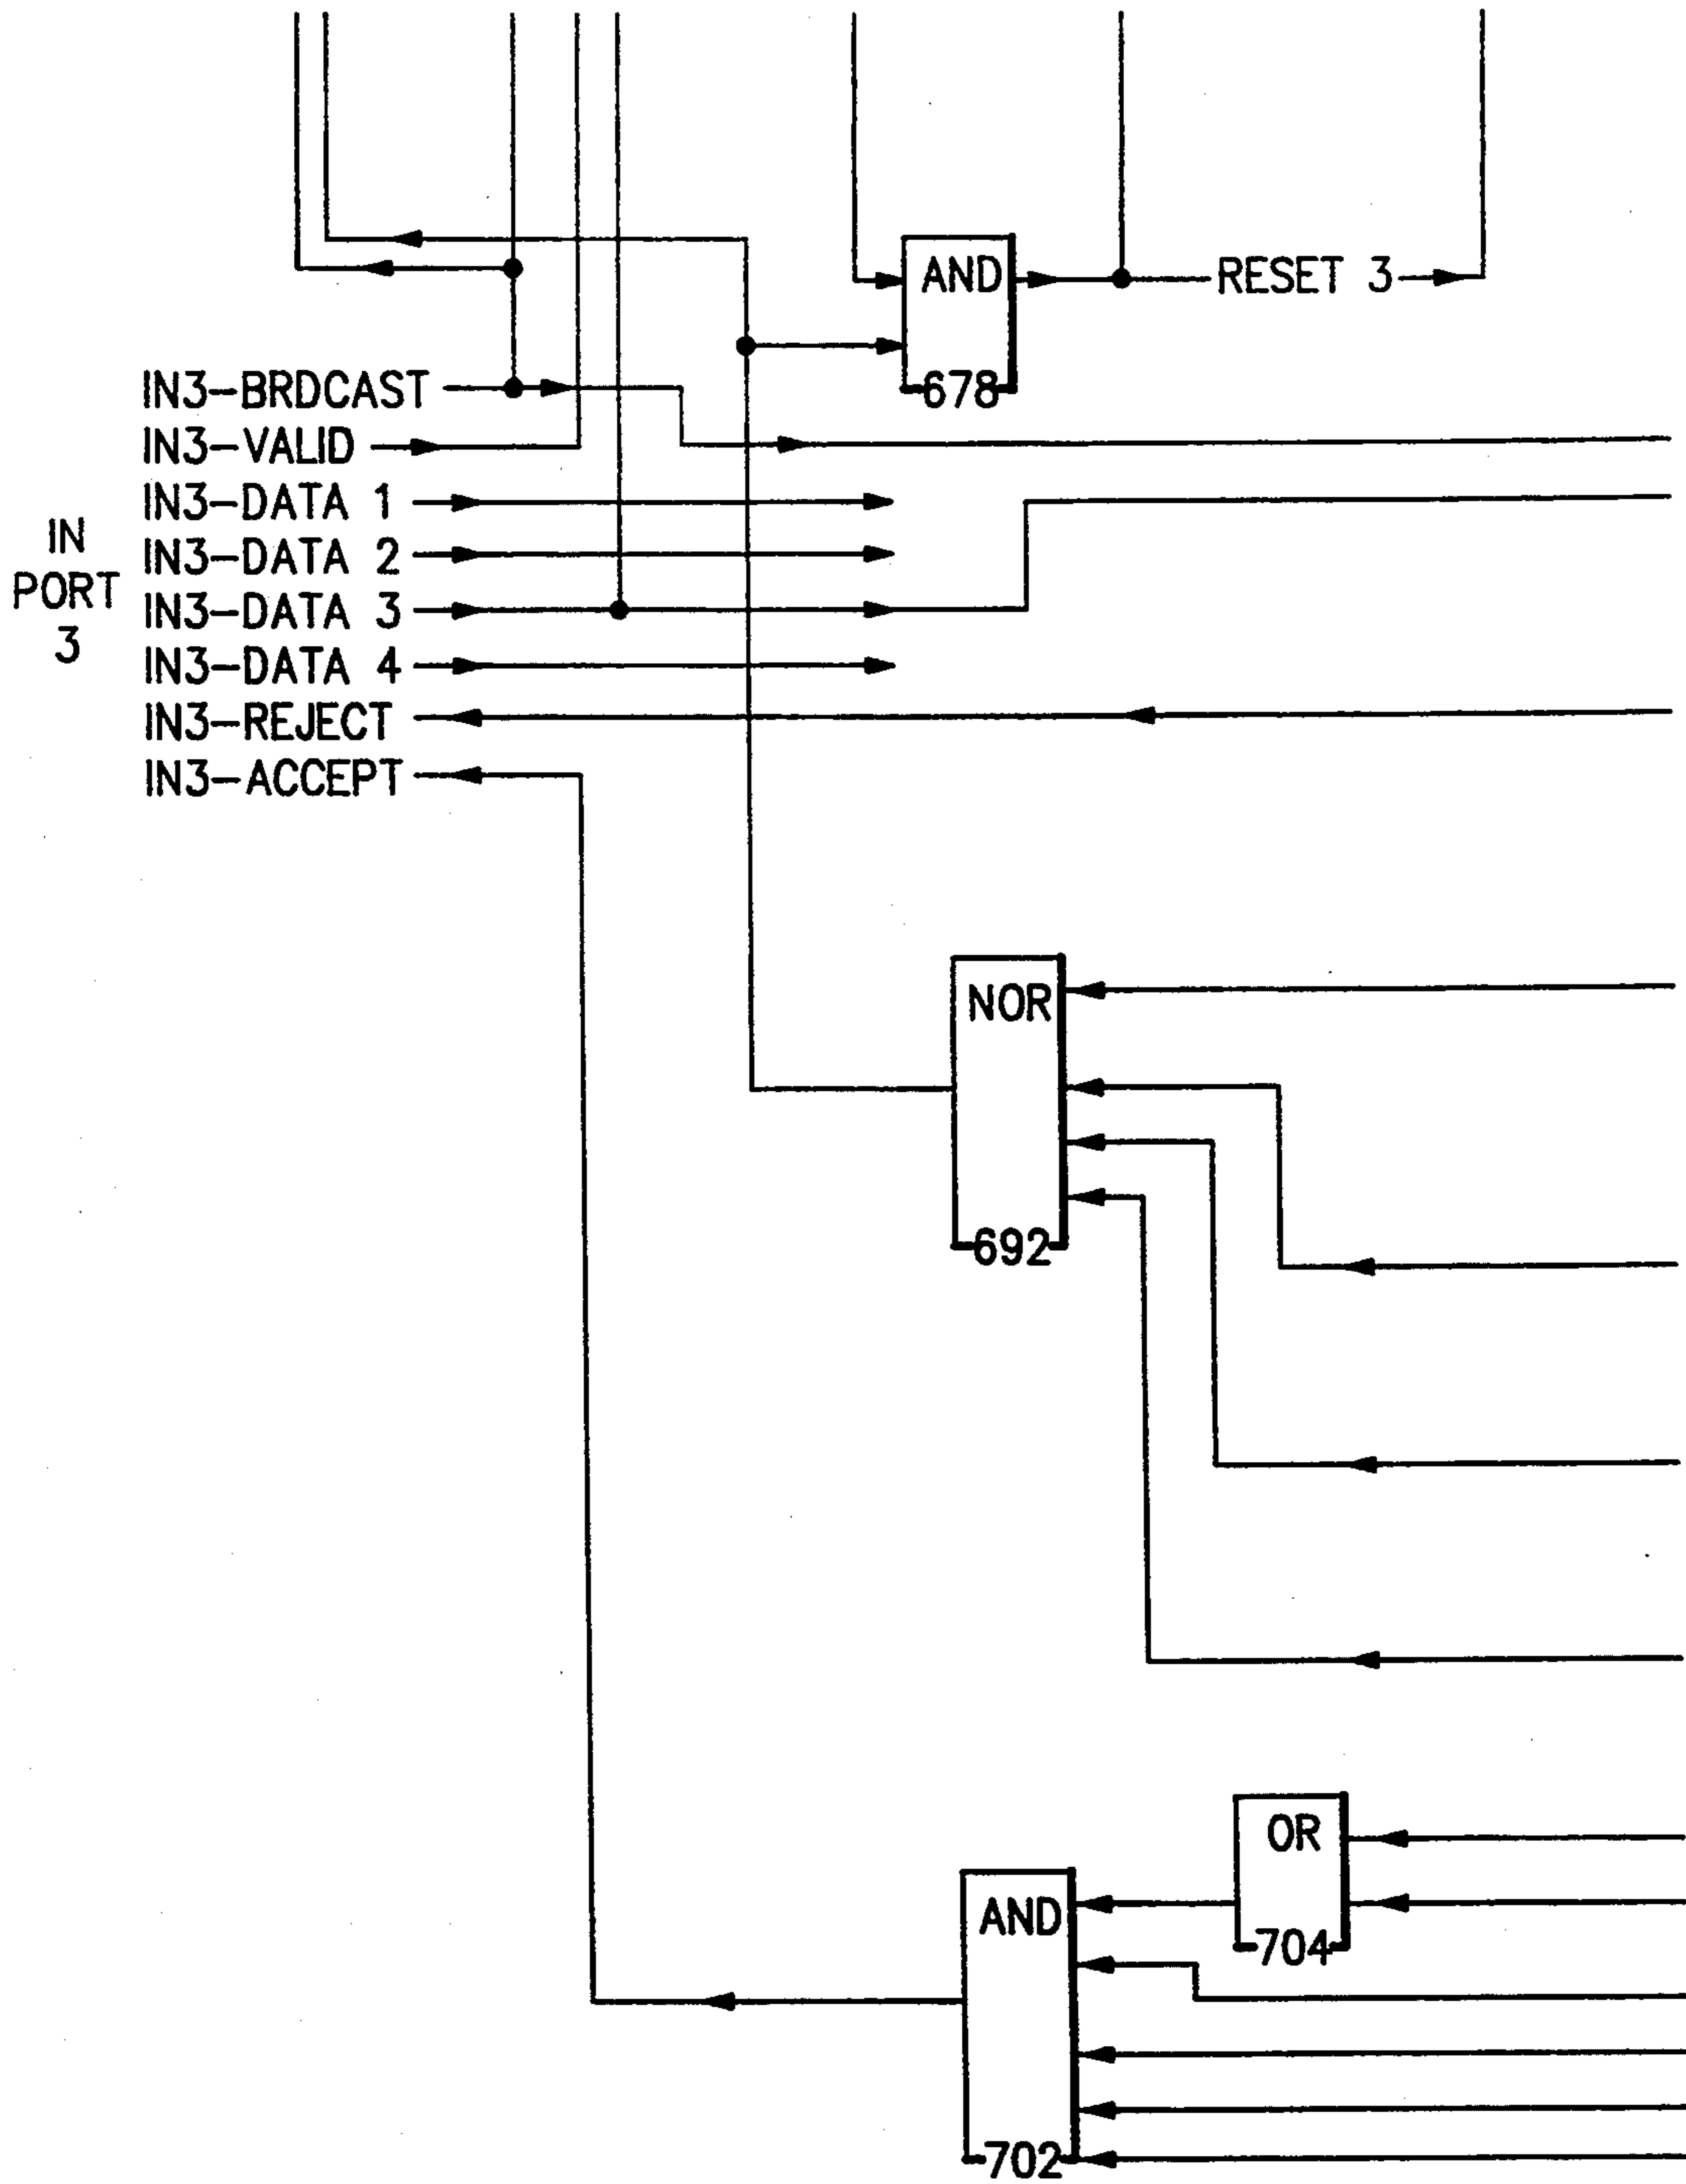 AND
RESET 3
678
IN3-BRDCAST
IN3-VALID
IN3-DATA 1
IN
PORT
3
IN3-DATA 2
IN3-DATA 3
IN3-DATA 4
IN3-REJECT
IN3-ACCEPT
NOR
692
OR
704
AND
702